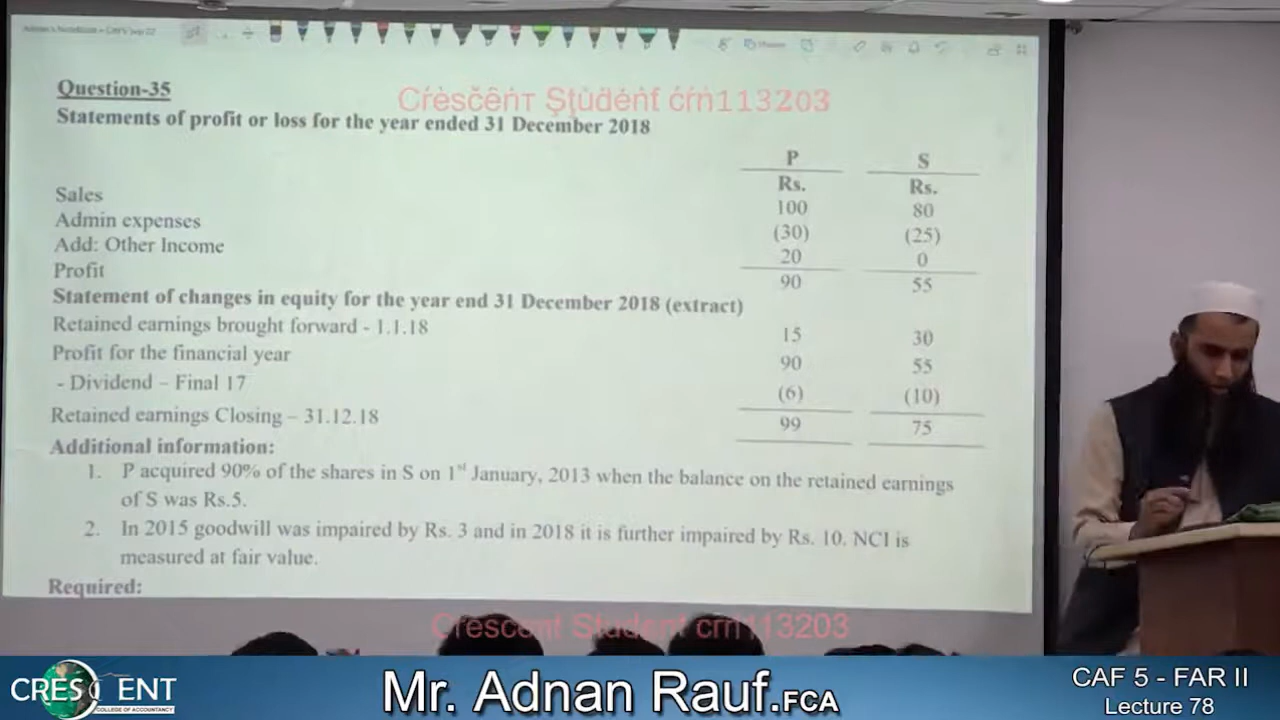 Question-35
Crescent Student crn113203
Statements of profit or loss for the year ended 31 December 2018
P S
Rs. Rs.
Sales 100 80
Admin expenses (30) (25)
Add: Other Income 20 0
Profit 90 55
Statement of changes in equity for the year end 31 December 2018 (extract)
Retained earnings brought forward - 1.1.18 15 30
Profit for the financial year 90 55
- Dividend – Final 17 (6) (10)
Retained earnings Closing – 31.12.18 99 75
Additional information:
1. P acquired 90% of the shares in S on 1st January, 2013 when the balance on the retained earnings
of S was Rs.5.
2. In 2015 goodwill was impaired by Rs. 3 and in 2018 it is further impaired by Rs. 10. NCI is
measured at fair value.
Required:
Crescent Student crn113203
CRESCENT
COLLEGE OF ACCOUNTANCY
Mr. Adnan Rauf.FCA
CAF 5 - FAR II
Lecture 78